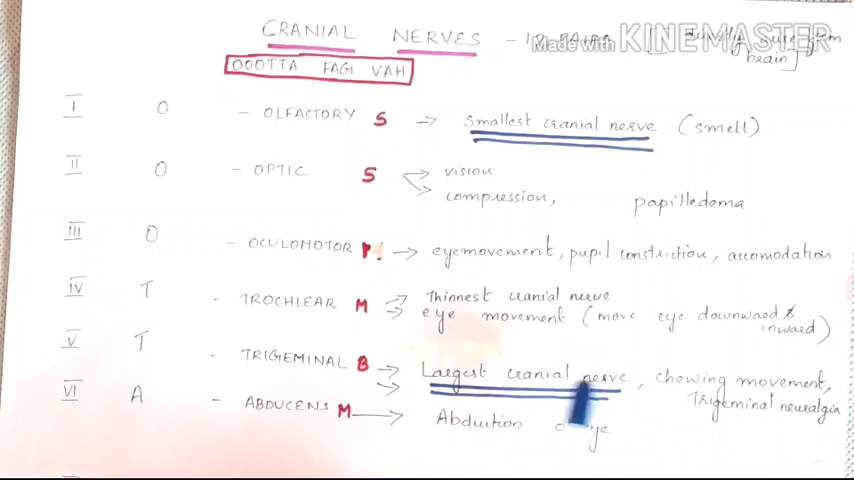 CRANIAL NERVES - 12 PAIRS
Made with KINEMASTER
brain]
OOOTTA FAGI VAH
I O - OLFACTORY S → Smallest cranial nerve (smell)
II O - OPTIC S → vision
→ compression, papilledema
III O - OCULOMOTOR → eyemovement, pupil constriction, accomodation
IV T - TROCHLEAR M → Thinnest cranial nerve
→ eye movement (move eye downward &
inward)
V T - TRIGEMINAL B → Largest cranial nerve, chewing movement,
→ Trigeminal neuralgia
VI A - ABDUCENS M → Abduction